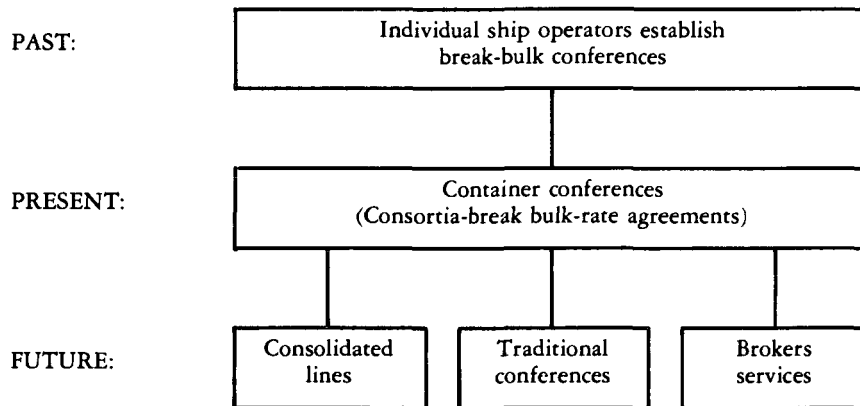 PAST:
Individual ship operators establish
break-bulk conferences
PRESENT:
Container conferences
(Consortia-break bulk-rate agreements)
FUTURE:
Consolidated
lines
Traditional
conferences
Brokers
services